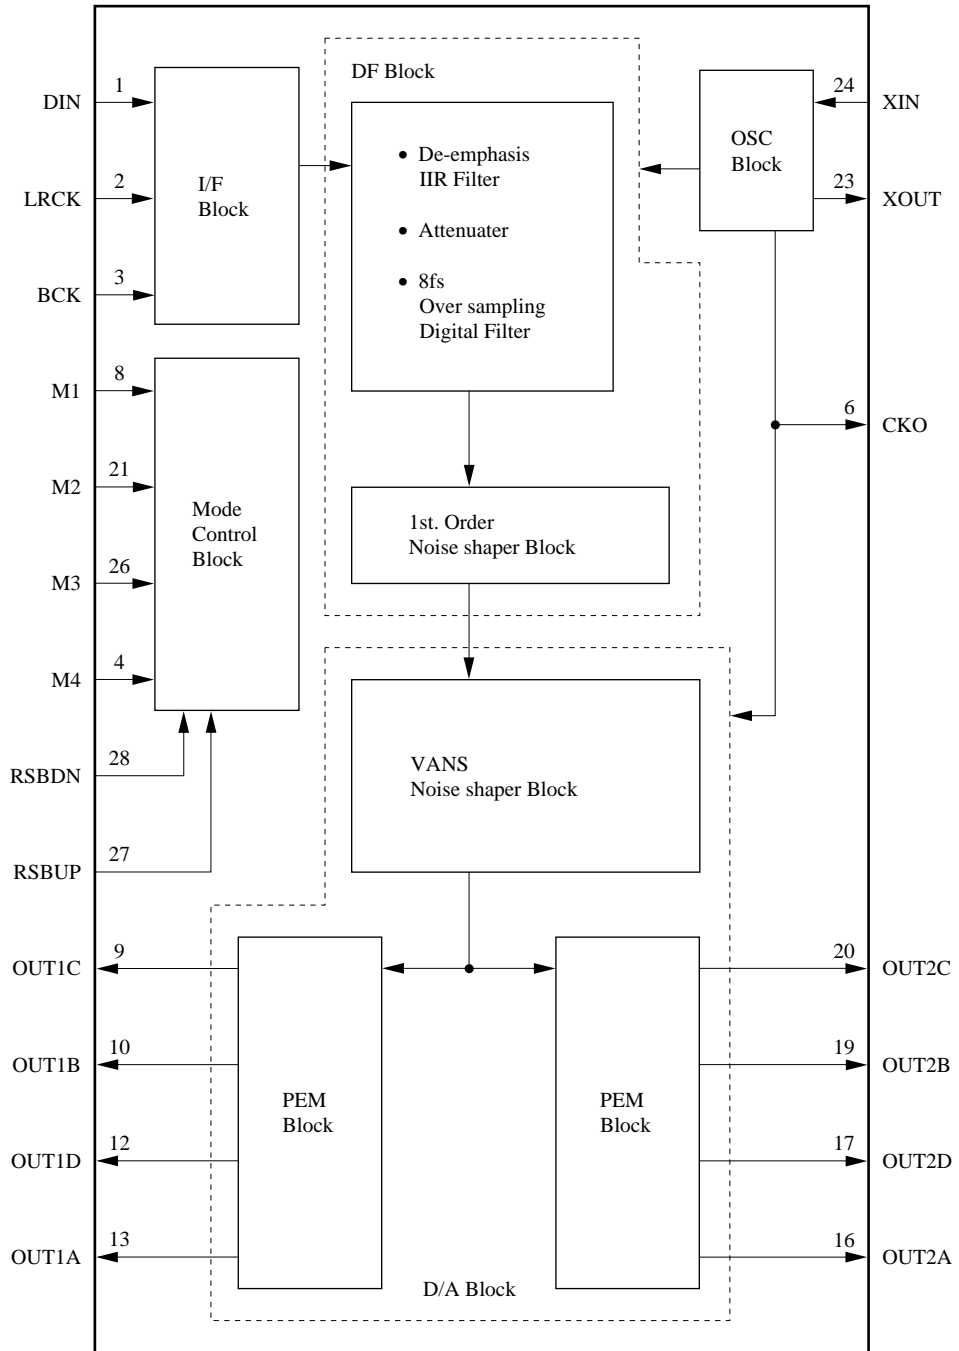 DF Block
1
DIN
24
XIN
OSC
Block
• De-emphasis
IIR Filter
I/F
Block
2
LRCK
23
XOUT
• Attenuater
3
BCK
• 8fs
Over sampling
Digital Filter
8
M1
6
CKO
21
M2
Mode
Control
Block
1st. Order
Noise shaper Block
26
M3
4
M4
28
RSBDN
VANS
Noise shaper Block
27
RSBUP
9
OUT1C
20
OUT2C
10
OUT1B
19
OUT2B
PEM
Block
PEM
Block
12
OUT1D
17
OUT2D
13
OUT1A
16
OUT2A
D/A Block